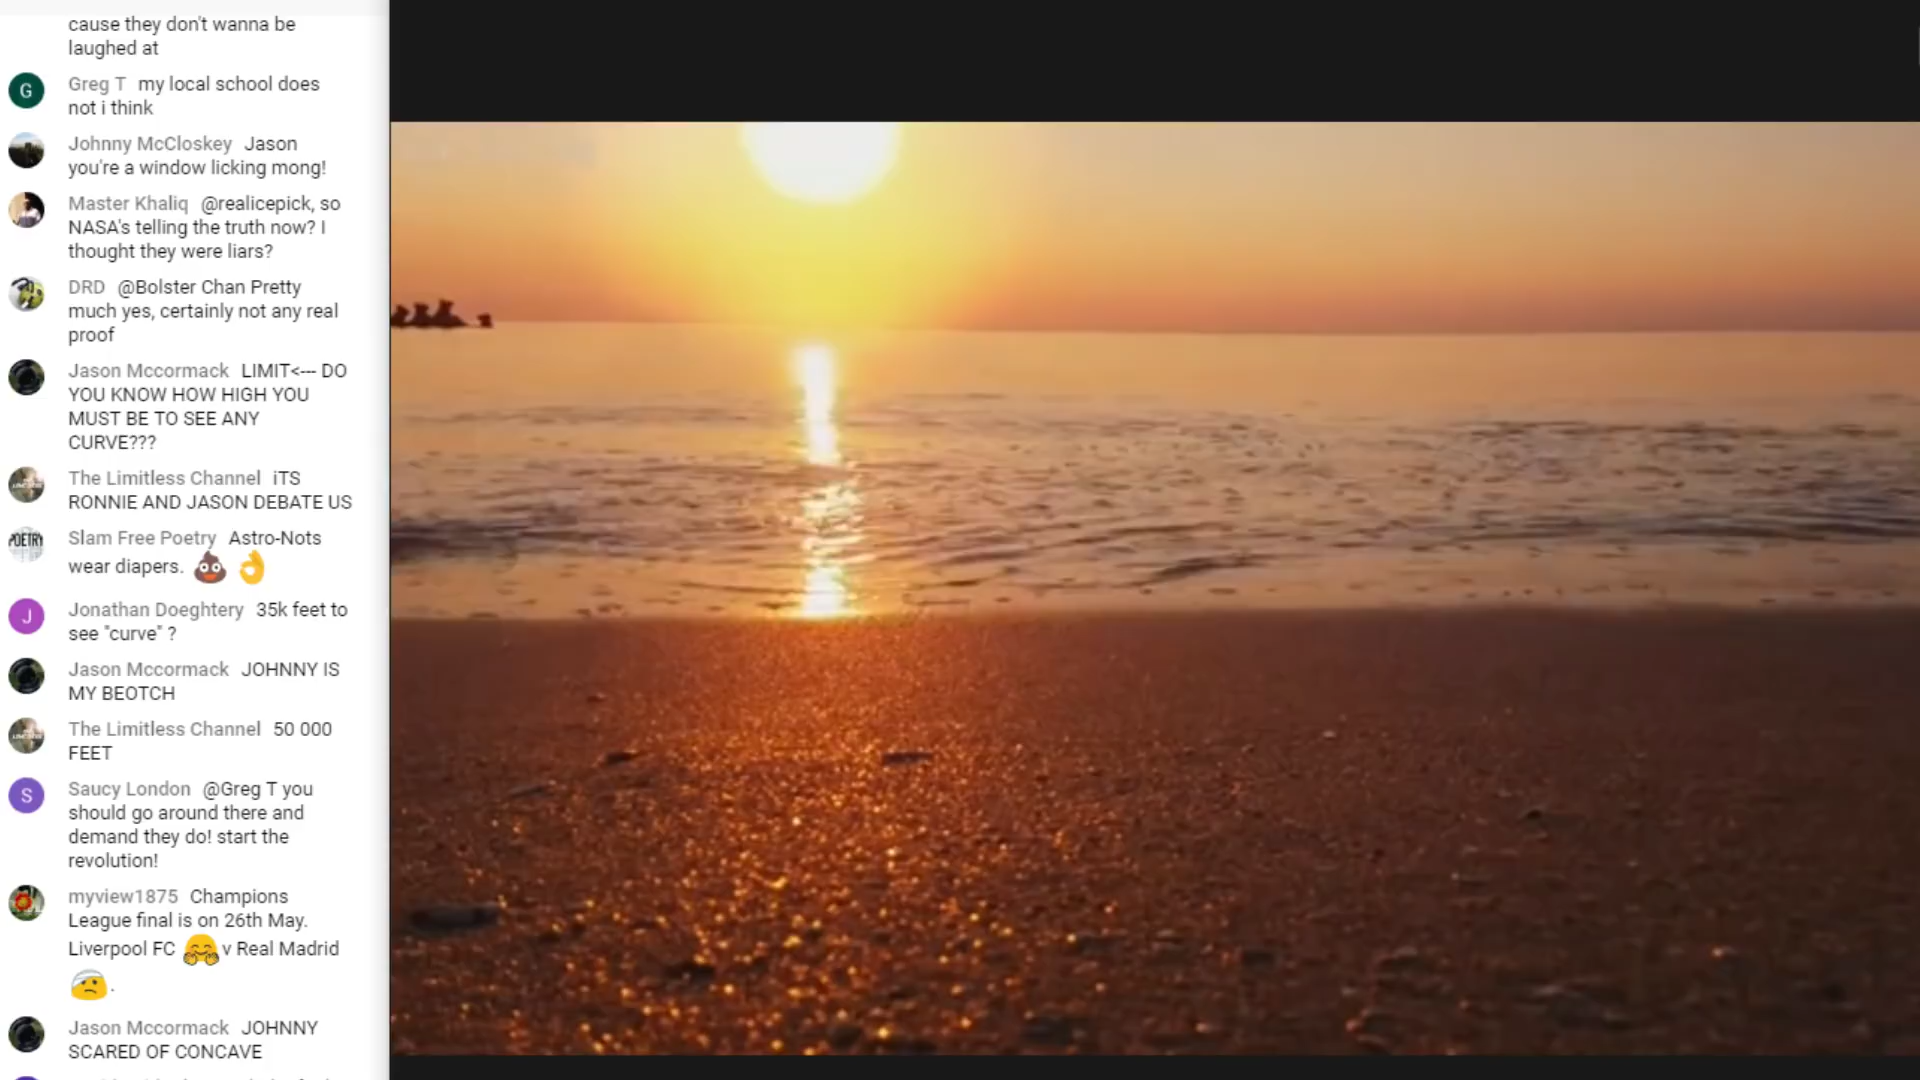 cause they don't wanna be
laughed at
G
Greg T my local school does
not i think
Johnny McCloskey Jason
you're a window licking mong!
Master Khaliq @realicepick, so
NASA's telling the truth now? I
thought they were liars?
DRD @Bolster Chan Pretty
much yes, certainly not any real
proof
Jason Mccormack LIMIT<--- DO
YOU KNOW HOW HIGH YOU
MUST BE TO SEE ANY
CURVE???
The Limitless Channel iTS
RONNIE AND JASON DEBATE US
POETRY
Slam Free Poetry Astro-Nots
wear diapers. 💩 👌
J
Jonathan Doeghtery 35k feet to
see "curve" ?
Jason Mccormack JOHNNY IS
MY BEOTCH
The Limitless Channel 50 000
FEET
S
Saucy London @Greg T you
should go around there and
demand they do! start the
revolution!
myview1875 Champions
League final is on 26th May.
Liverpool FC 🤗 v Real Madrid
🤕 .
Jason Mccormack JOHNNY
SCARED OF CONCAVE